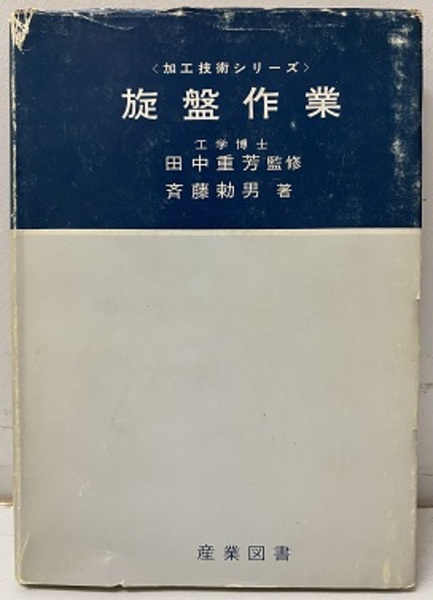 〈加工技術シリーズ〉
旋盤作業
工学博士
田中重芳監修
斉藤勅男 著
産業図書